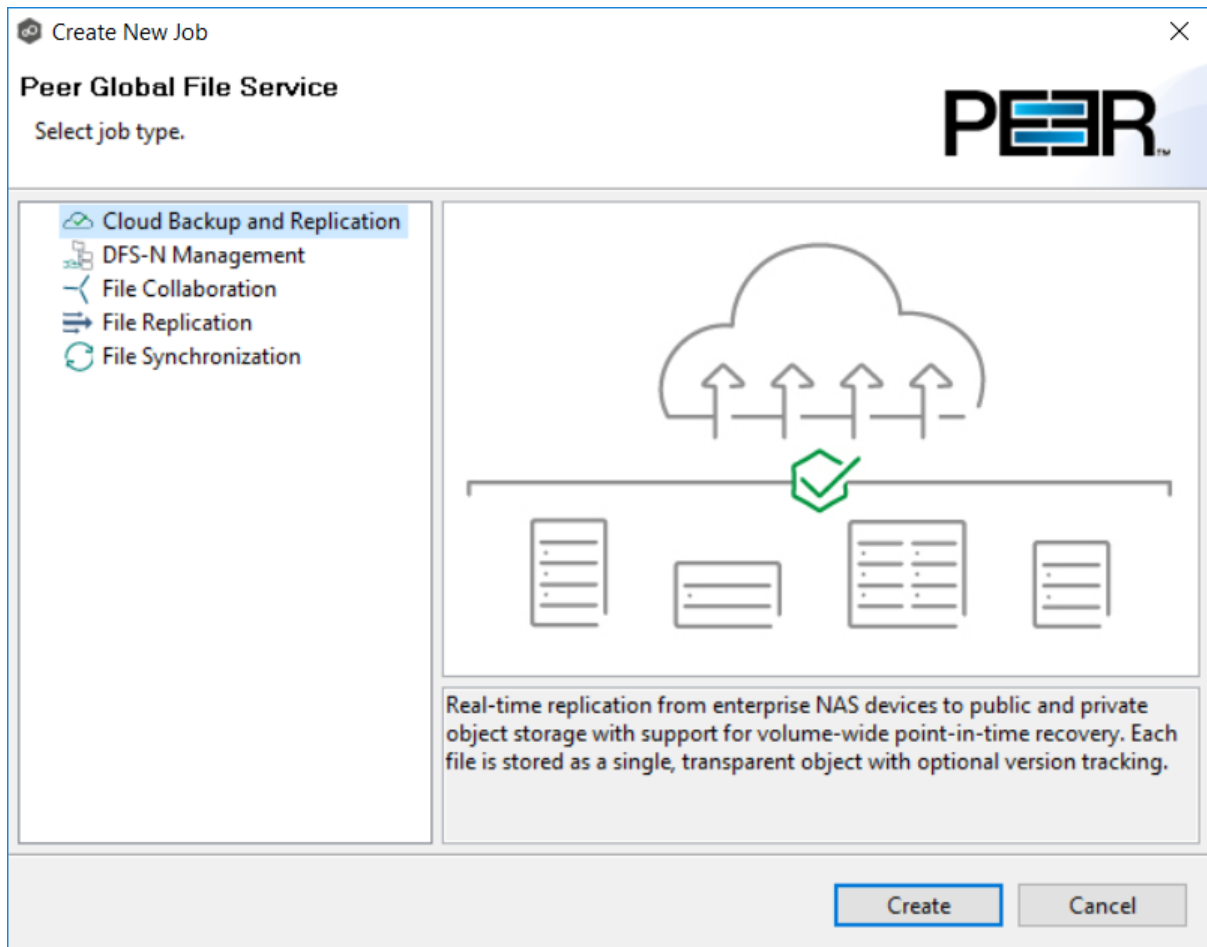 Create New Job
Peer Global File Service
Select job type.
PEER™
Cloud Backup and Replication
DFS-N Management
File Collaboration
File Replication
File Synchronization
Real-time replication from enterprise NAS devices to public and private
object storage with support for volume-wide point-in-time recovery. Each
file is stored as a single, transparent object with optional version tracking.
Create
Cancel